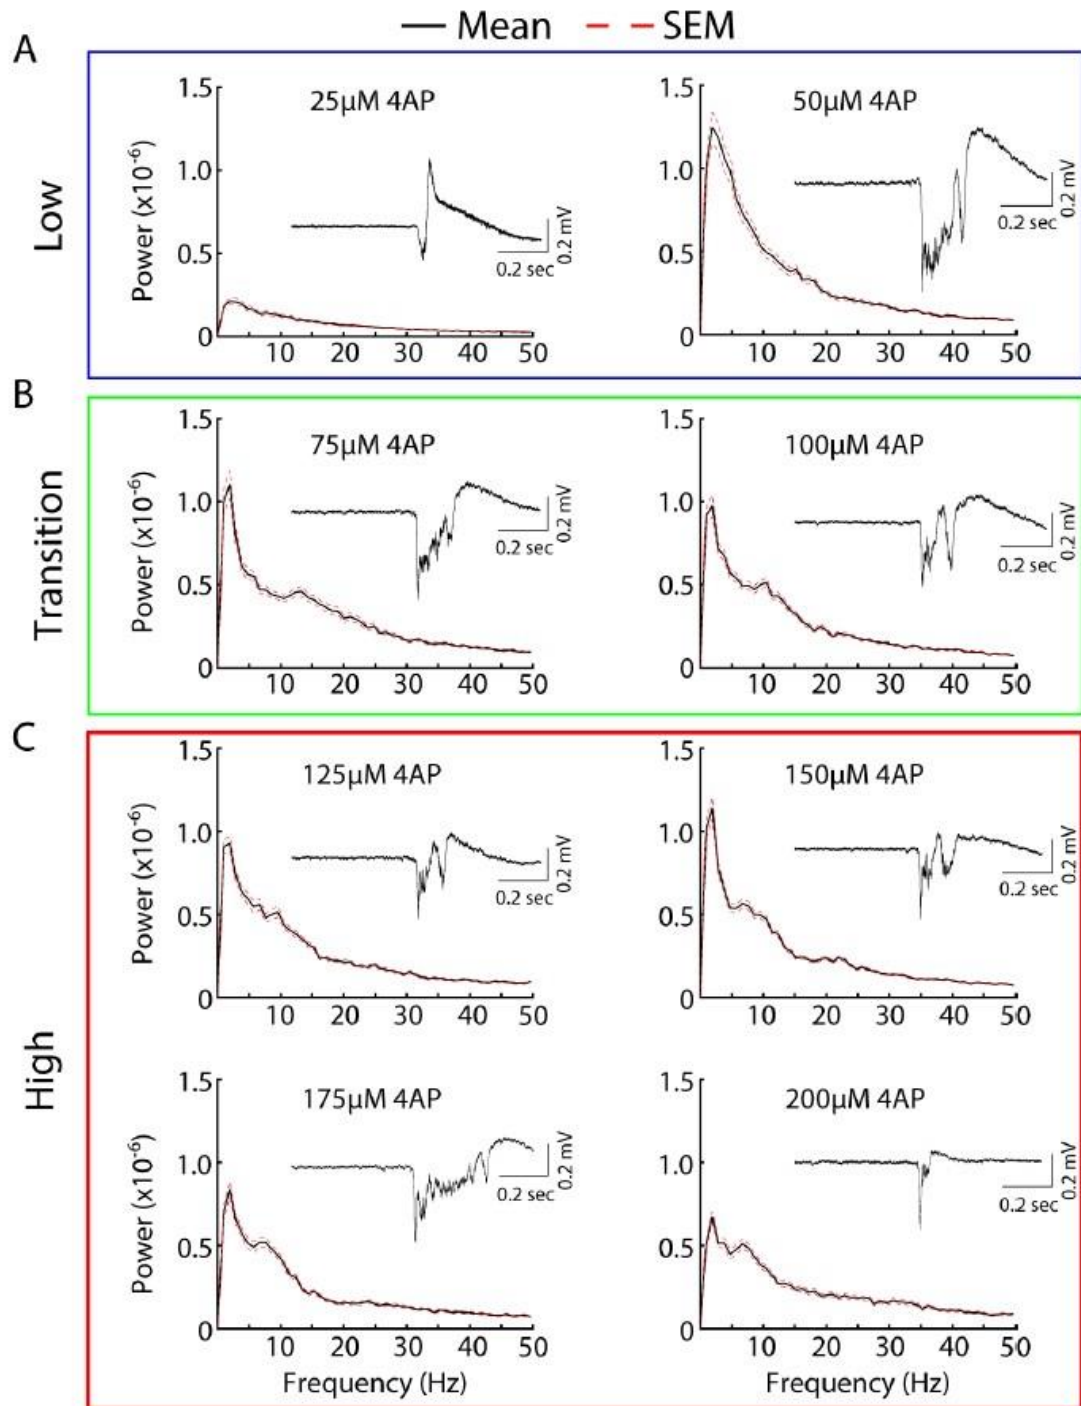 Mean SEM
A
Low
25µM 4AP
50µM 4AP
Power (x10-6)
1.5
1.0
0.5
0
10 20 30 40 50
0.2 sec
0.2 mV
1.5
1.0
0.5
0
10 20 30 40 50
0.2 sec
0.2 mV
B
Transition
75µM 4AP
100µM 4AP
Power (x10-6)
1.5
1.0
0.5
0
10 20 30 40 50
0.2 sec
0.2 mV
1.5
1.0
0.5
0
10 20 30 40 50
0.2 sec
0.2 mV
C
High
125µM 4AP
150µM 4AP
Power (x10-6)
1.5
1.0
0.5
0
10 20 30 40 50
0.2 sec
0.2 mV
1.5
1.0
0.5
0
10 20 30 40 50
0.2 sec
0.2 mV
175µM 4AP
200µM 4AP
Power (x10-6)
1.5
1.0
0.5
0
10 20 30 40 50
0.2 sec
0.2 mV
1.5
1.0
0.5
0
10 20 30 40 50
0.2 sec
0.2 mV
Frequency (Hz)
Frequency (Hz)